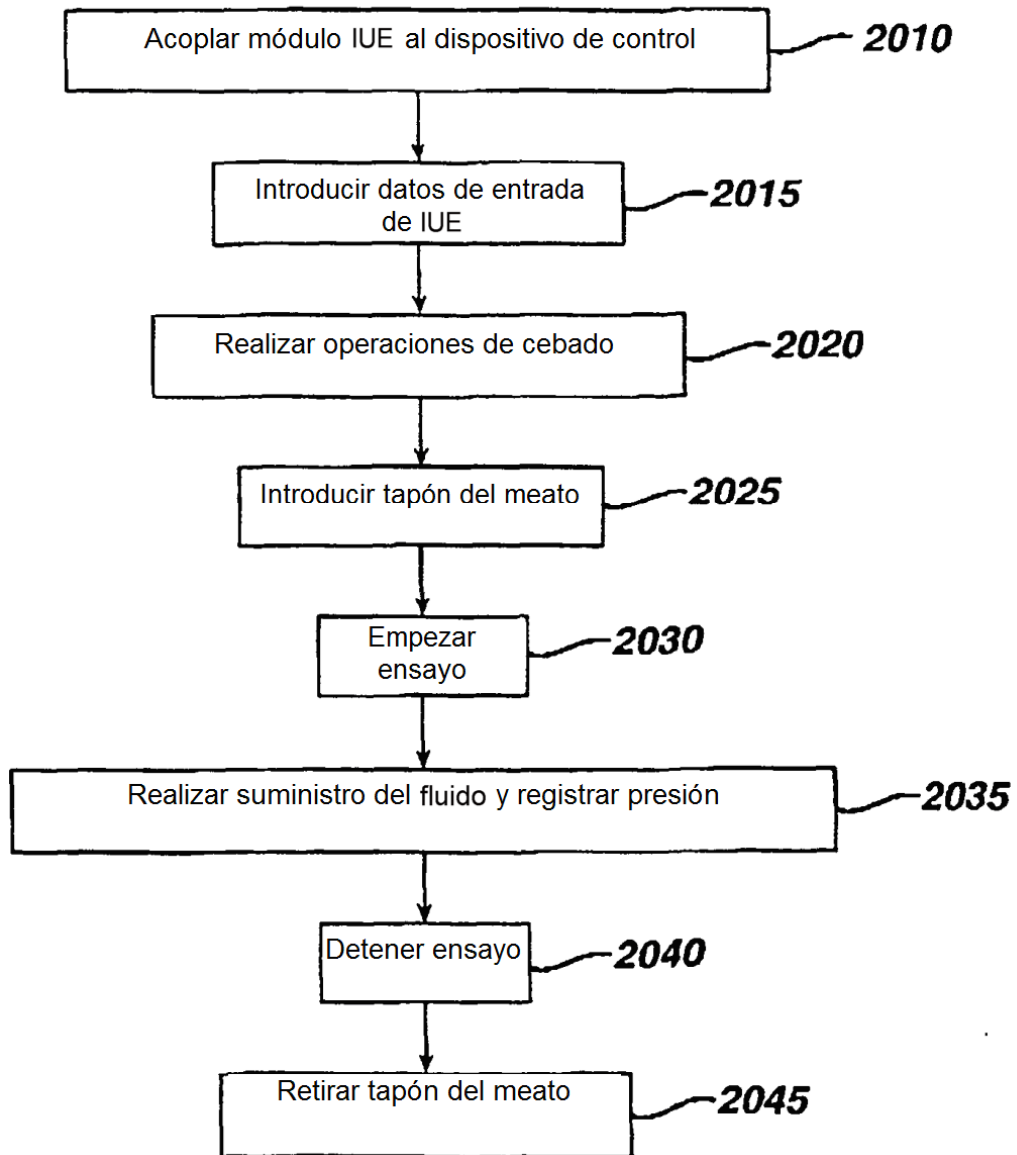 Acoplar módulo IUE al dispositivo de control
2010
Introducir datos de entrada
de IUE
2015
Realizar operaciones de cebado
2020
Introducir tapón del meato
2025
Empezar
ensayo
2030
Realizar suministro del fluido y registrar presión
2035
Detener ensayo
2040
Retirar tapón del meato
2045